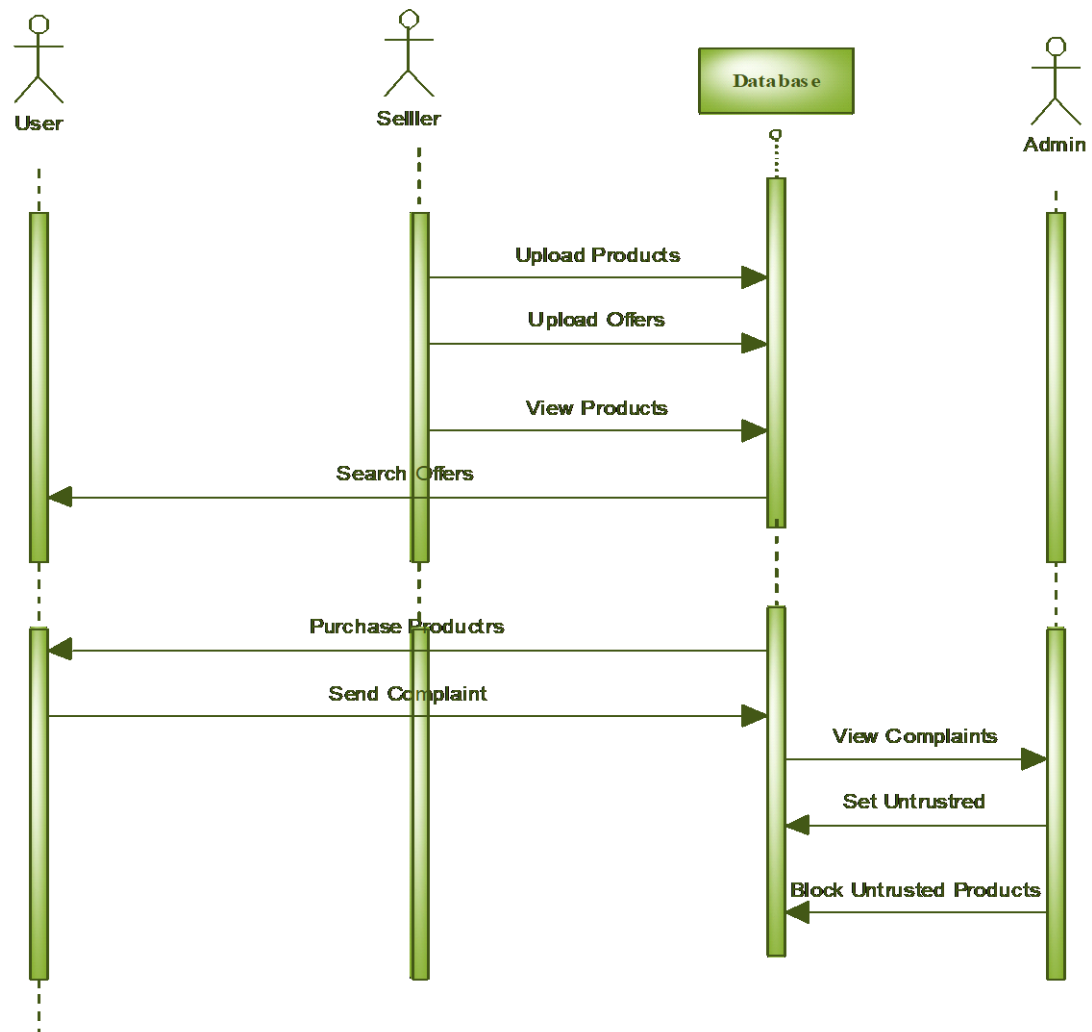 User
Selller
Database
Admin
Upload Products
Upload Offers
View Products
Search Offers
Purchase Productrs
Send Complaint
View Complaints
Set Untrustred
Block Untrusted Products